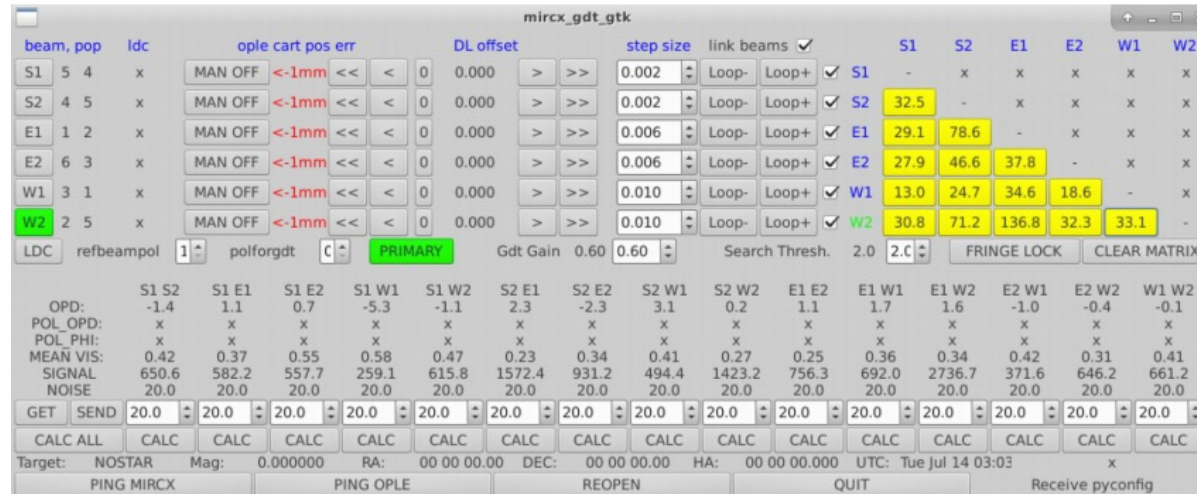 mircx_gdt_gtk
beam, pop ldc ople cart pos err DL offset step size link beams S1 S2 E1 E2 W1 W2
S1 5 4 x MAN OFF <-1mm << < 0 0.000 > >> 0.002 Loop- Loop+ S1 - x x x x x
S2 4 5 x MAN OFF <-1mm << < 0 0.000 > >> 0.002 Loop- Loop+ S2 32.5 - x x x x
E1 1 2 x MAN OFF <-1mm << < 0 0.000 > >> 0.006 Loop- Loop+ E1 29.1 78.6 - x x x
E2 6 3 x MAN OFF <-1mm << < 0 0.000 > >> 0.006 Loop- Loop+ E2 27.9 46.6 37.8 - x x
W1 3 1 x MAN OFF <-1mm << < 0 0.000 > >> 0.010 Loop- Loop+ W1 13.0 24.7 34.6 18.6 - x
W2 2 5 x MAN OFF <-1mm << < 0 0.000 > >> 0.010 Loop- Loop+ W2 30.8 71.2 136.8 32.3 33.1 -
LDC refbeampol 1 polforgdt PRIMARY Gdt Gain 0.60 0.60 Search Thresh. 2.0 FRINGE LOCK CLEAR MATRIX
S1 S2 S1 E1 S1 E2 S1 W1 S1 W2 S2 E1 S2 E2 S2 W1 S2 W2 E1 E2 E1 W1 E1 W2 E2 W1 E2 W2 W1 W2
OPD: -1.4 1.1 0.7 -5.3 -1.1 2.3 -2.3 3.1 0.2 1.1 1.7 1.6 -1.0 -0.4 -0.1
POL_OPD: x x x x x x x x x x x x x x x
POL_PHI: x x x x x x x x x x x x x x x
MEAN VIS: 0.42 0.37 0.55 0.58 0.47 0.23 0.34 0.41 0.27 0.25 0.36 0.34 0.42 0.31 0.41
SIGNAL 650.6 582.2 557.7 259.1 615.8 1572.4 931.2 494.4 1423.2 756.3 692.0 2736.7 371.6 646.2 661.2
NOISE 20.0 20.0 20.0 20.0 20.0 20.0 20.0 20.0 20.0 20.0 20.0 20.0 20.0 20.0 20.0
GET SEND 20.0 20.0 20.0 20.0 20.0 20.0 20.0 20.0 20.0 20.0 20.0 20.0 20.0 20.0 20.0
CALC ALL CALC CALC CALC CALC CALC CALC CALC CALC CALC CALC CALC CALC CALC CALC CALC
Target: NOSTAR Mag: 0.000000 RA: 00 00 00.00 DEC: 00 00 00.00 HA: 00 00 00.000 UTC: Tue Jul 14 x
PING MIRCX PING OPLE REOPEN QUIT Receive pyconfig